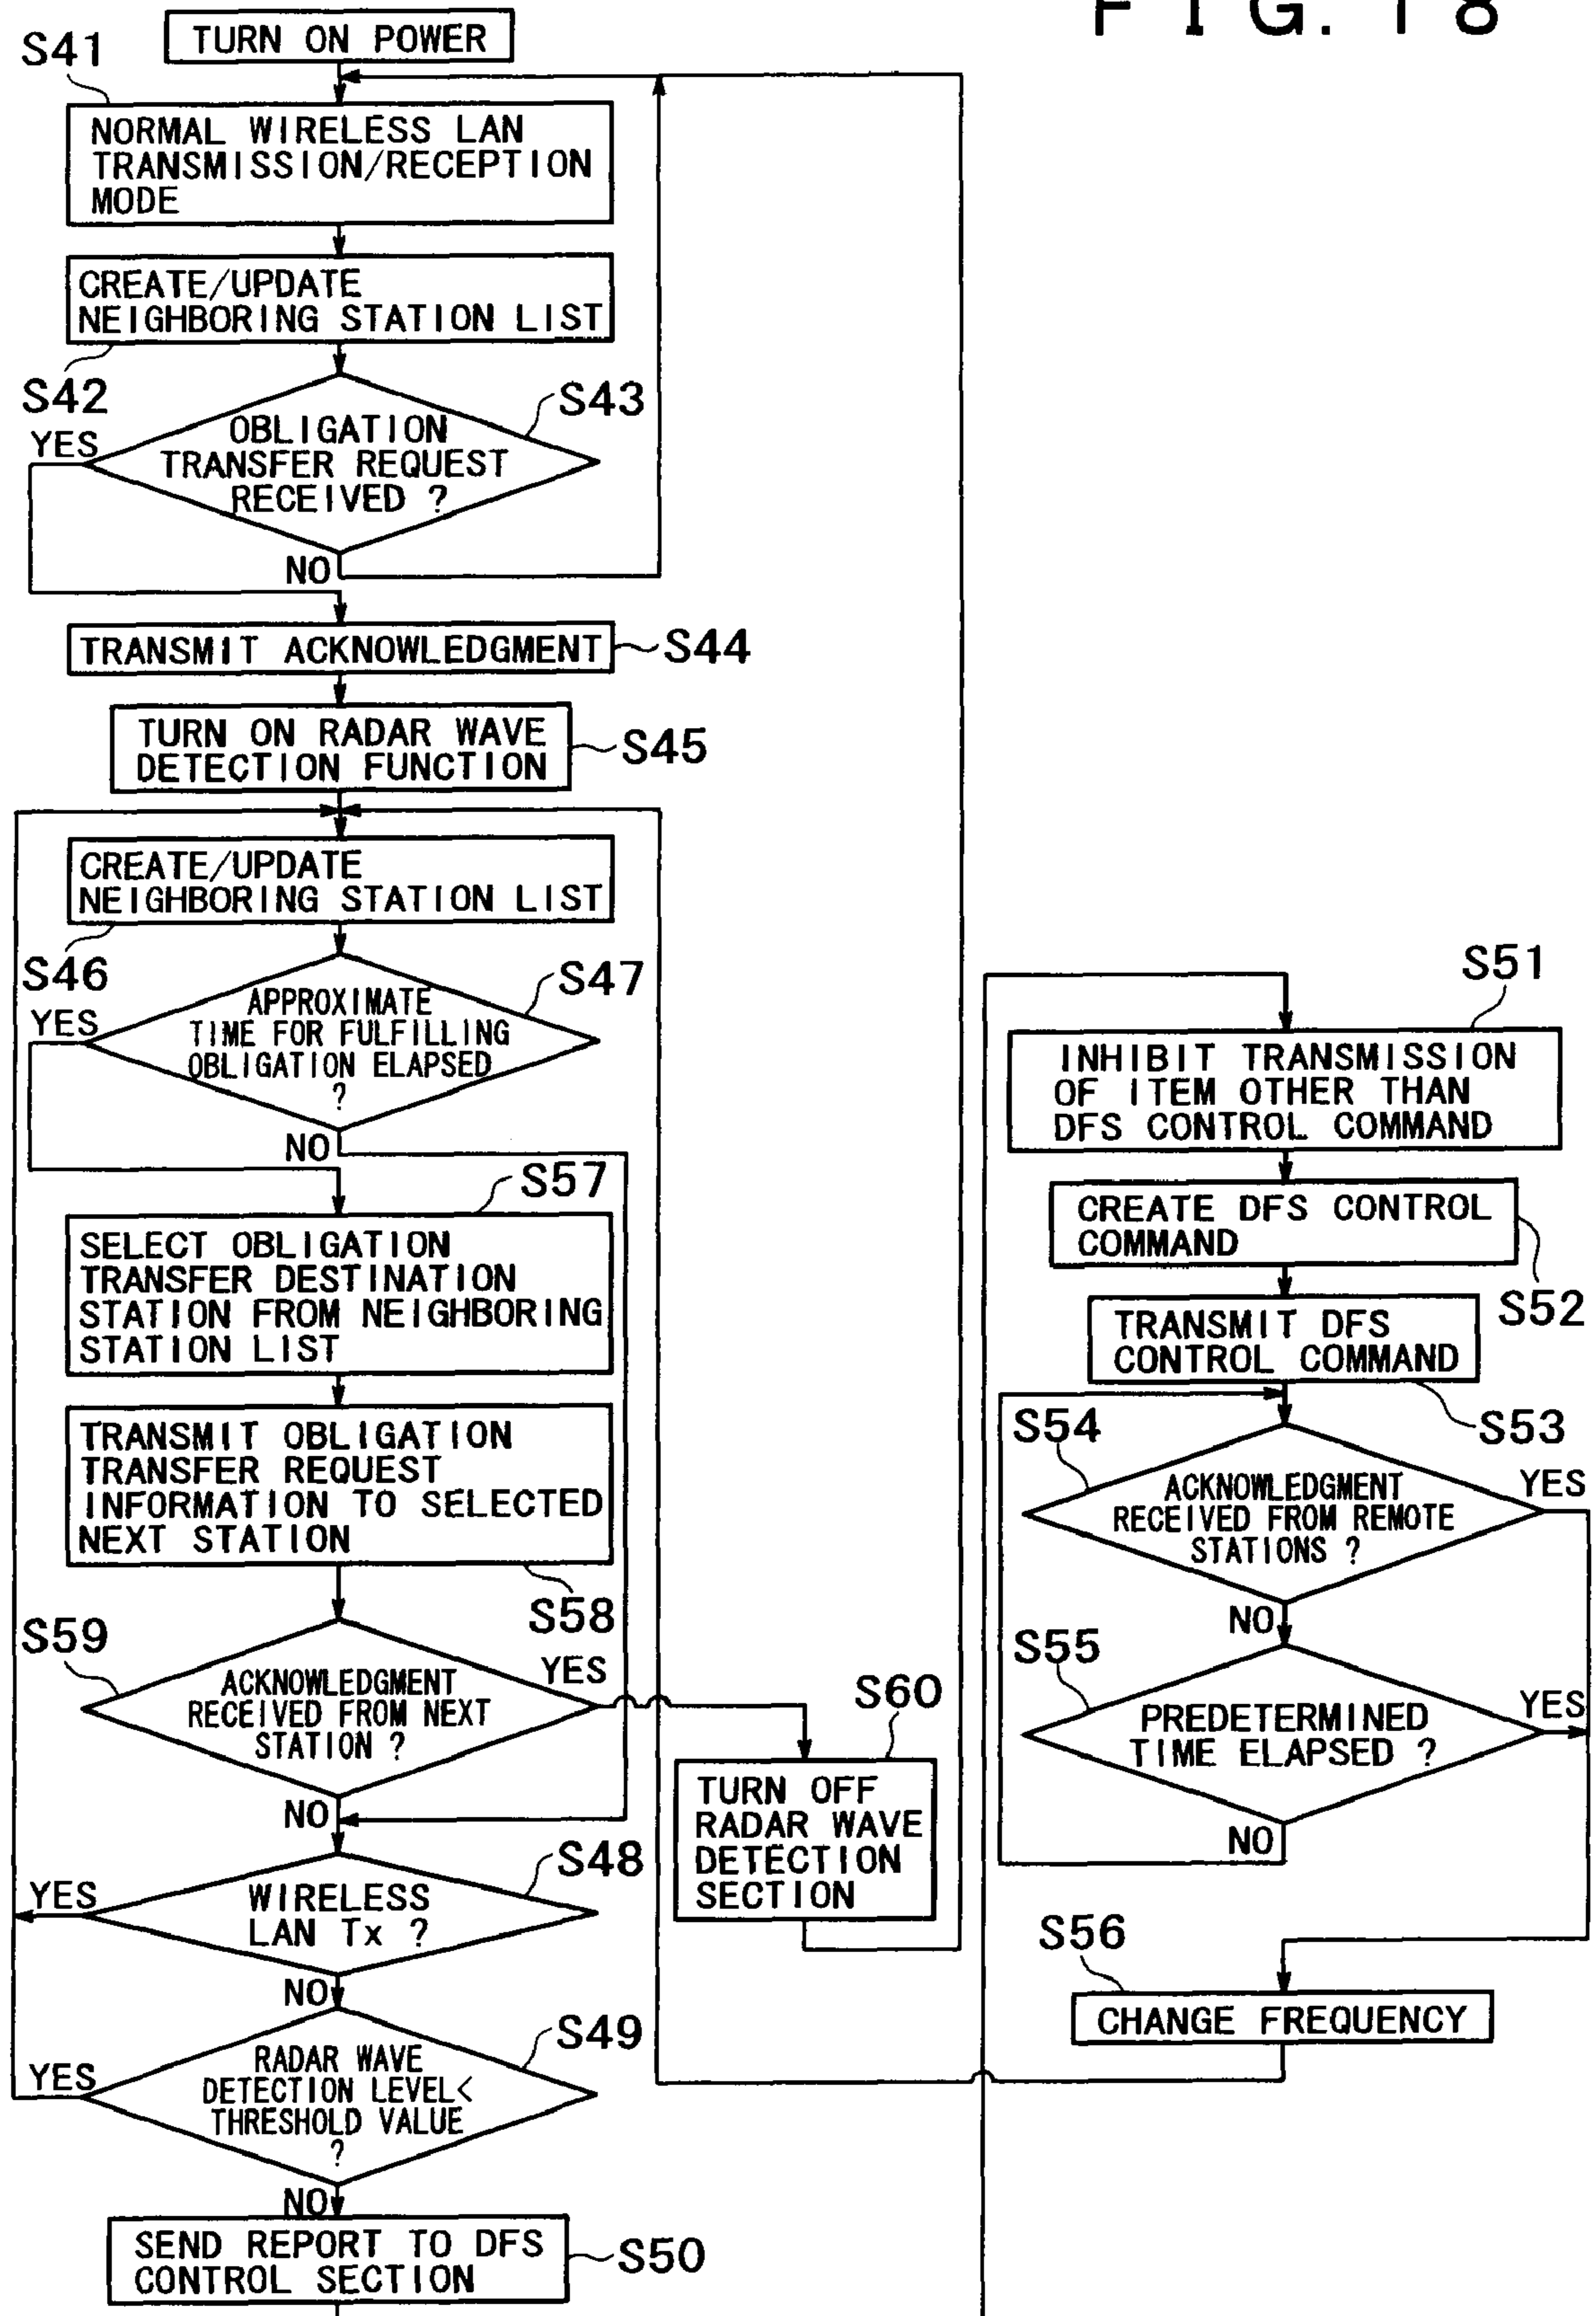 FIG. 18
TURN ON POWER
S41
NORMAL WIRELESS LAN
TRANSMISSION/RECEPTION
MODE
CREATE/UPDATE
NEIGHBORING STATION LIST
S42
S43
OBLIGATION
TRANSFER REQUEST
RECEIVED ?
YES
NO
TRANSMIT ACKNOWLEDGMENT
S44
TURN ON RADAR WAVE
DETECTION FUNCTION
S45
CREATE/UPDATE
NEIGHBORING STATION LIST
S46
S47
APPROXIMATE
TIME FOR FULFILLING
OBLIGATION ELAPSED
?
YES
NO
S57
SELECT OBLIGATION
TRANSFER DESTINATION
STATION FROM NEIGHBORING
STATION LIST
TRANSMIT OBLIGATION
TRANSFER REQUEST
INFORMATION TO SELECTED
NEXT STATION
S58
S59
ACKNOWLEDGMENT
RECEIVED FROM NEXT
STATION ?
YES
NO
S60
TURN OFF
RADAR WAVE
DETECTION
SECTION
S48
WIRELESS
LAN Tx ?
YES
NO
S49
RADAR WAVE
DETECTION LEVEL<
THRESHOLD VALUE
?
YES
NO
SEND REPORT TO DFS
CONTROL SECTION
S50
S51
INHIBIT TRANSMISSION
OF ITEM OTHER THAN
DFS CONTROL COMMAND
CREATE DFS CONTROL
COMMAND
S52
TRANSMIT DFS
CONTROL COMMAND
S53
S54
ACKNOWLEDGMENT
RECEIVED FROM REMOTE
STATIONS ?
YES
NO
S55
PREDETERMINED
TIME ELAPSED ?
YES
NO
S56
CHANGE FREQUENCY